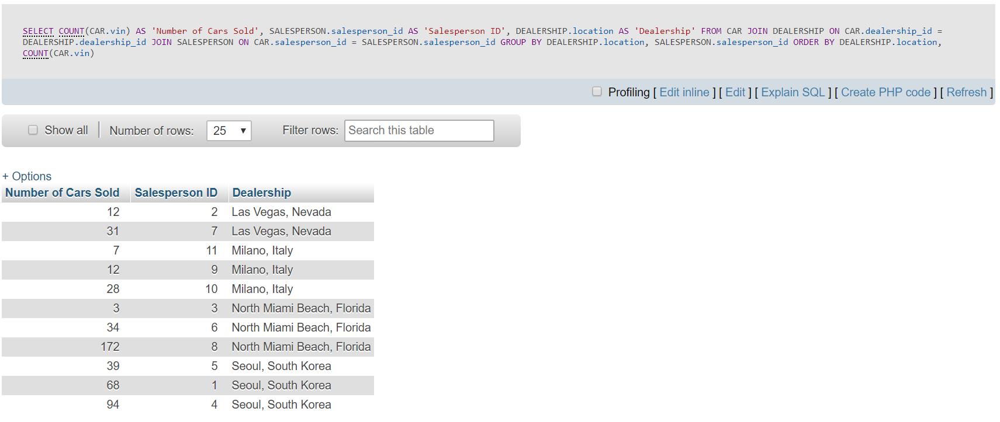 SELECT COUNT(CAR.vin) AS 'Number of Cars Sold', SALESPERSON.salesperson_id AS 'Salesperson ID', DEALERSHIP.location AS 'Dealership' FROM CAR JOIN DEALERSHIP ON CAR.dealership_id =
DEALERSHIP.dealership_id JOIN SALESPERSON ON CAR.salesperson_id = SALESPERSON.salesperson_id GROUP BY DEALERSHIP.location, SALESPERSON.salesperson_id ORDER BY DEALERSHIP.location,
COUNT(CAR.vin)
Profiling [ Edit inline ] [ Edit ] [ Explain SQL ] [ Create PHP code ] [ Refresh ]
Show all | Number of rows: 25 Filter rows: Search this table
+ Options
Number of Cars Sold Salesperson ID Dealership
12 2 Las Vegas, Nevada
31 7 Las Vegas, Nevada
7 11 Milano, Italy
12 9 Milano, Italy
28 10 Milano, Italy
3 3 North Miami Beach, Florida
34 6 North Miami Beach, Florida
172 8 North Miami Beach, Florida
39 5 Seoul, South Korea
68 1 Seoul, South Korea
94 4 Seoul, South Korea